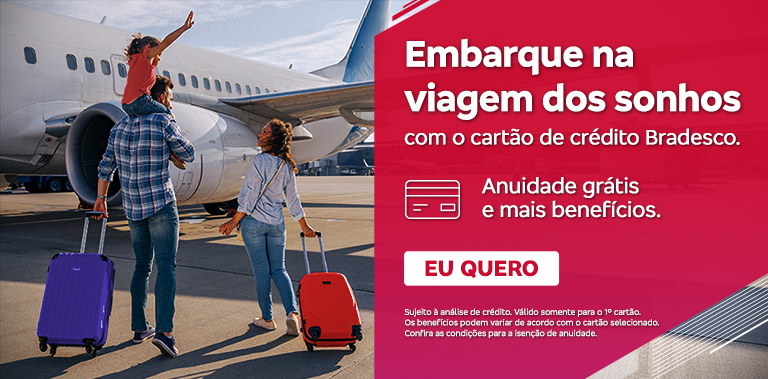 Embarque na
viagem dos sonhos
com o cartão de crédito Bradesco.
Anuidade grátis
e mais benefícios.
EU QUERO
Sujeito à análise de crédito. Válido somente para o 1º cartão.
Os benefícios podem variar de acordo com o cartão selecionado.
Confira as condições para a isenção de anuidade.